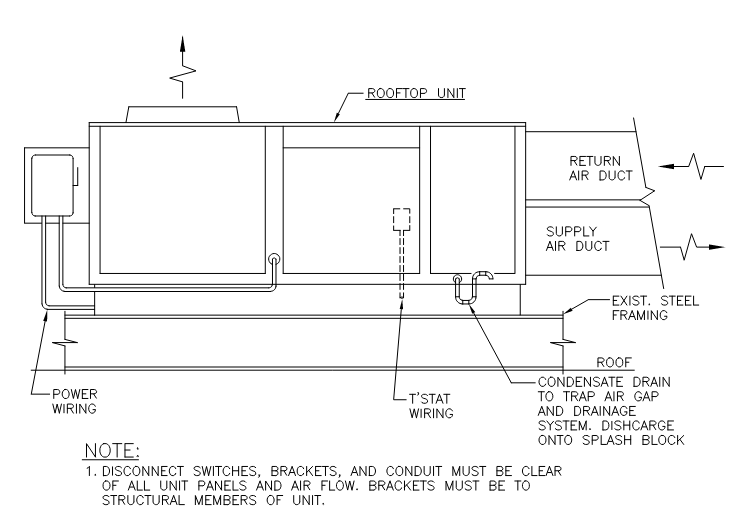 ROOFTOP UNIT
RETURN
AIR DUCT
SUPPLY
AIR DUCT
EXIST. STEEL
FRAMING
ROOF
POWER
WIRING
T'STAT
WIRING
CONDENSATE DRAIN
TO TRAP AIR GAP
AND DRAINAGE
SYSTEM. DISHCARGE
ONTO SPLASH BLOCK
NOTE:
1. DISCONNECT SWITCHES, BRACKETS, AND CONDUIT MUST BE CLEAR
OF ALL UNIT PANELS AND AIR FLOW. BRACKETS MUST BE TO
STRUCTURAL MEMBERS OF UNIT.